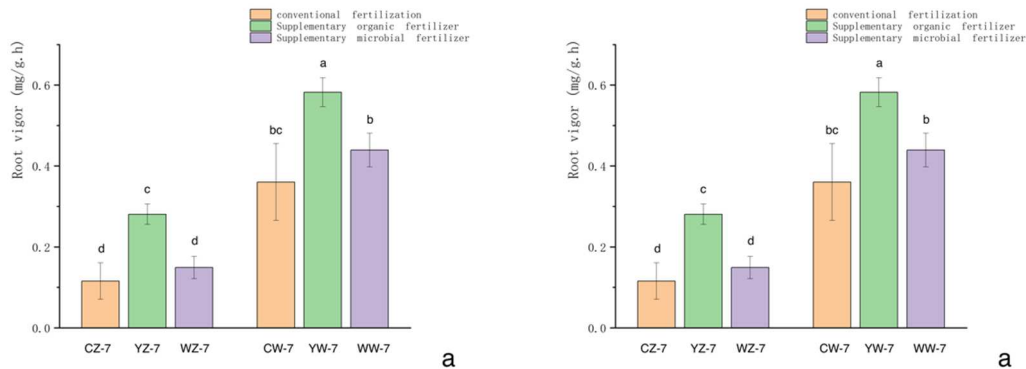 conventional fertilization
Supplementary organic fertilizer
Supplementary microbial fertilizer
Root vigor (mg/g.h)
0.6
0.4
0.2
0.0
d
c
d
bc
a
b
CZ-7 YZ-7 WZ-7 CW-7 YW-7 WW-7
a
conventional fertilization
Supplementary organic fertilizer
Supplementary microbial fertilizer
Root vigor (mg/g.h)
0.6
0.4
0.2
0.0
d
c
d
bc
a
b
CZ-7 YZ-7 WZ-7 CW-7 YW-7 WW-7
a